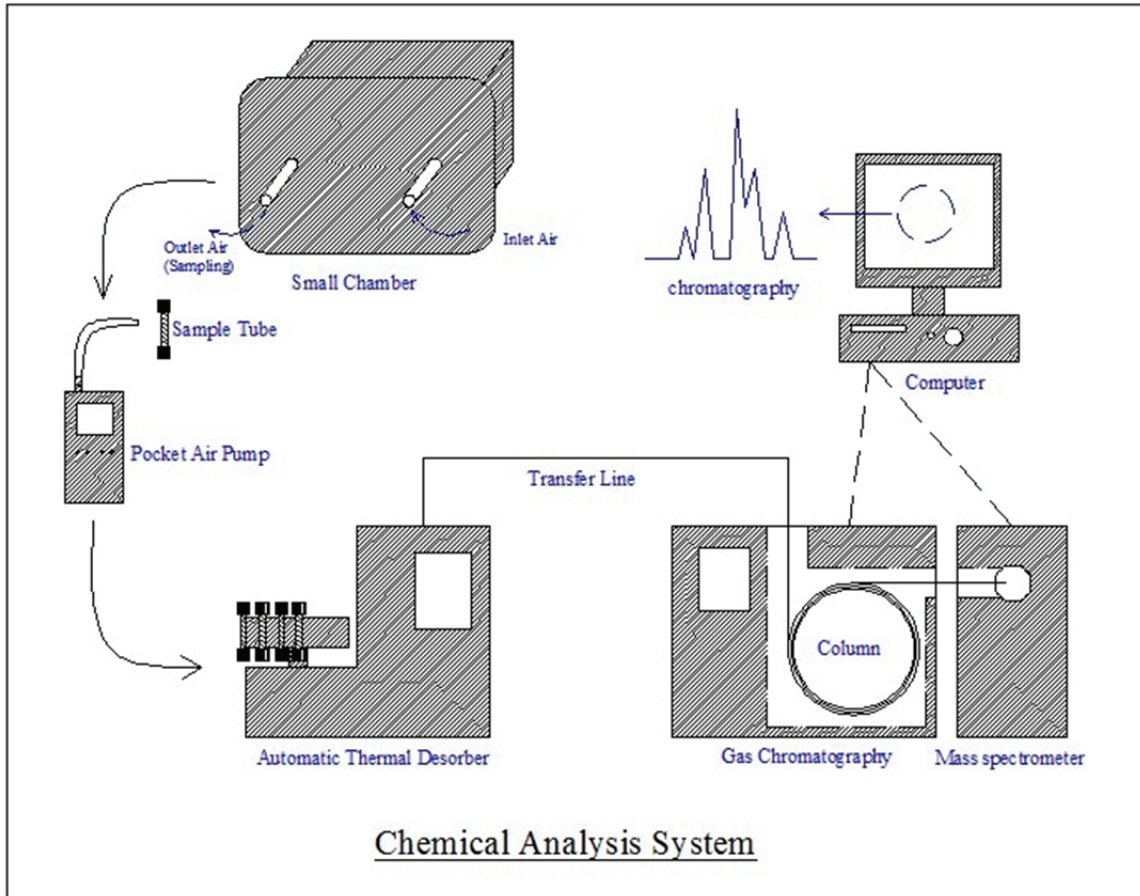 Outlet Air
(Sampling)
Inlet Air
Small Chamber
chromatography
Sample Tube
Computer
Pocket Air Pump
Transfer Line
Column
Automatic Thermal Desorber
Gas Chromatography
Mass spectrometer
Chemical Analysis System